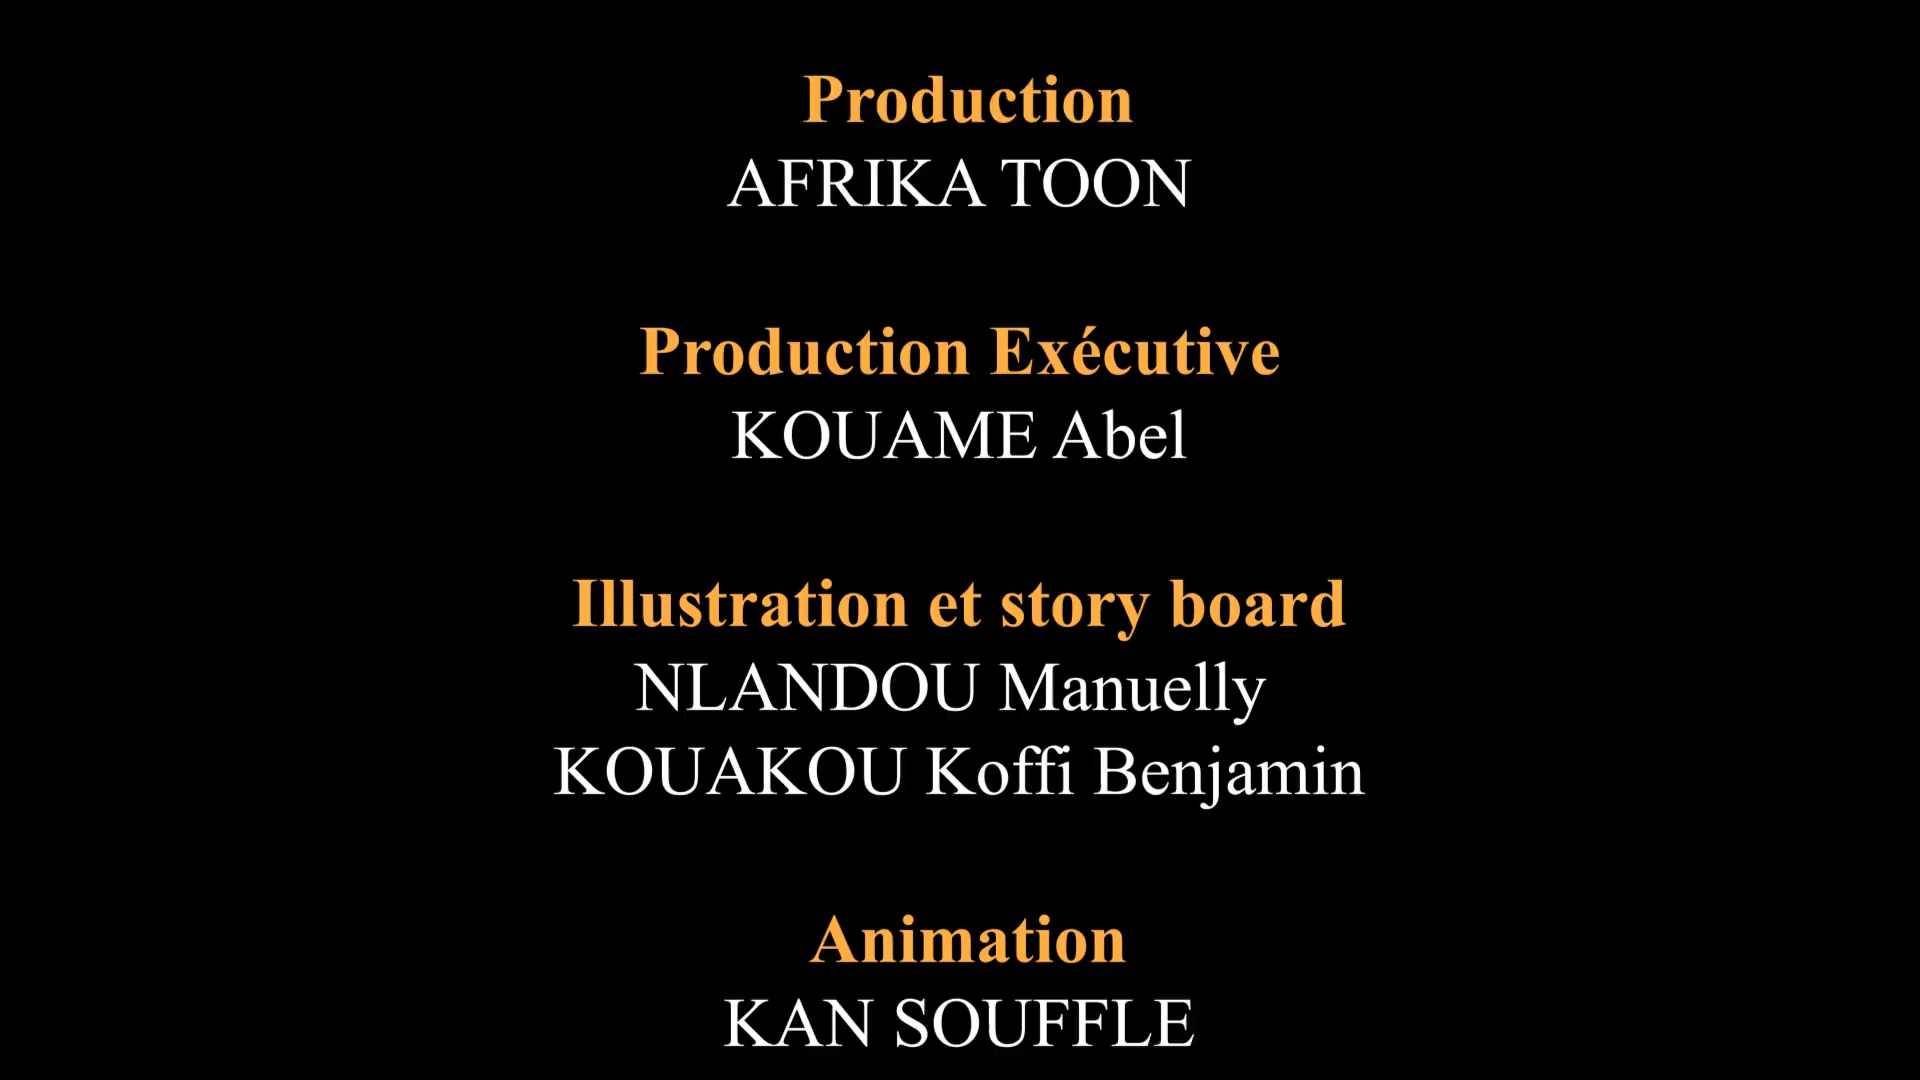 Production
AFRIKA TOON
Production Exécutive
KOUAME Abel
Illustration et story board
NLANDOU Manuelly
KOUAKOU Koffi Benjamin
Animation
KAN SOUFFLE